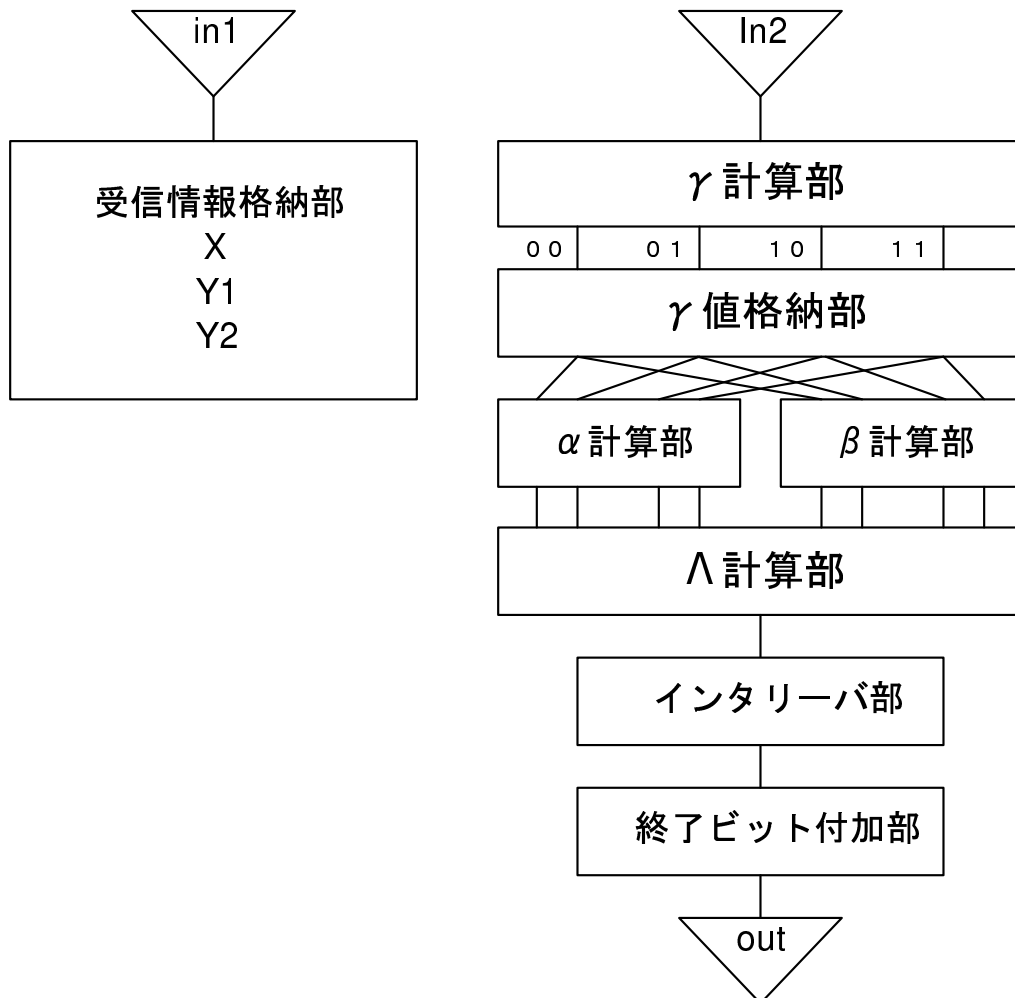 in1
受信情報格納部
X
Y1
Y2
In2
γ計算部
00 01 10 11
γ値格納部
α計算部 β計算部
Λ計算部
インタリーバ部
終了ビット付加部
out